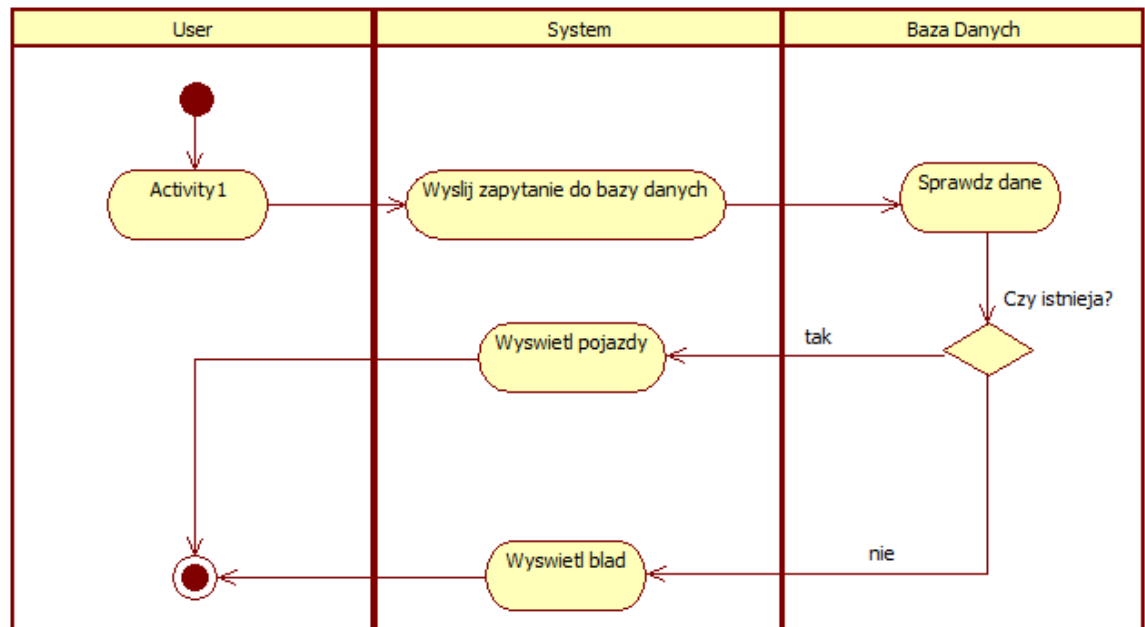 User
System
Baza Danych
Activity1
Wyslij zapytanie do bazy danych
Sprawdz dane
Czy istnieja?
Wyswietl pojazdy
tak
Wyswietl blad
nie